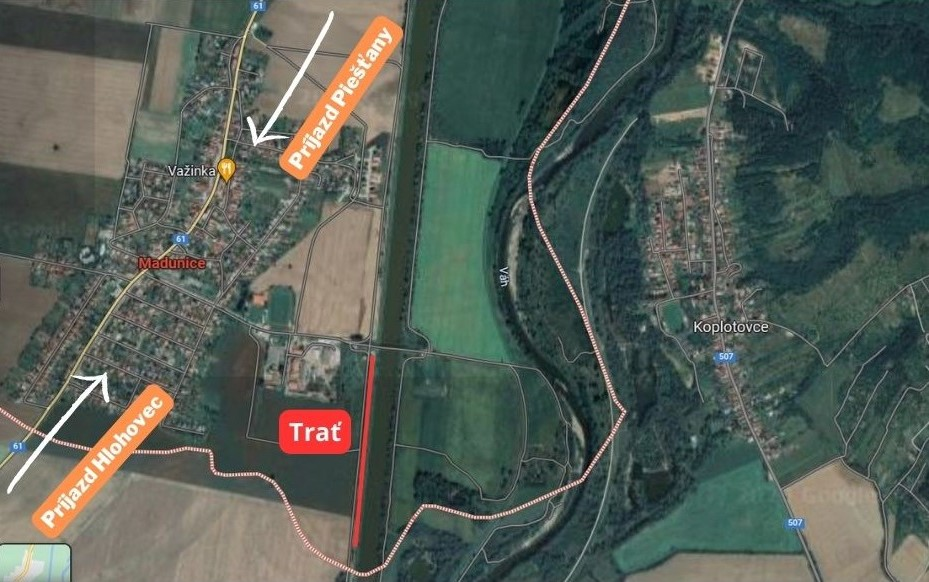 61
Príjazd Piešťany
Važinka
61
Madunice
Váh
Koplotovce
507
Trať
Príjazd Hlohovec
61
507